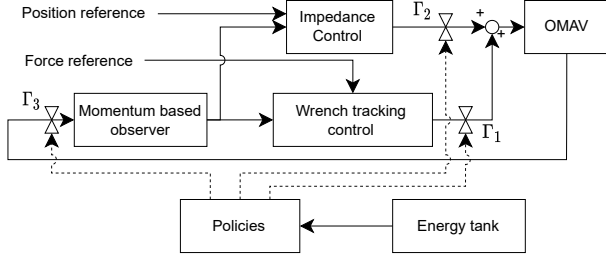 Position reference
Impedance
Control
Γ₂
+
+
OMAV
Force reference
Γ₃
Momentum based
observer
Wrench tracking
control
Γ₁
Policies
Energy tank